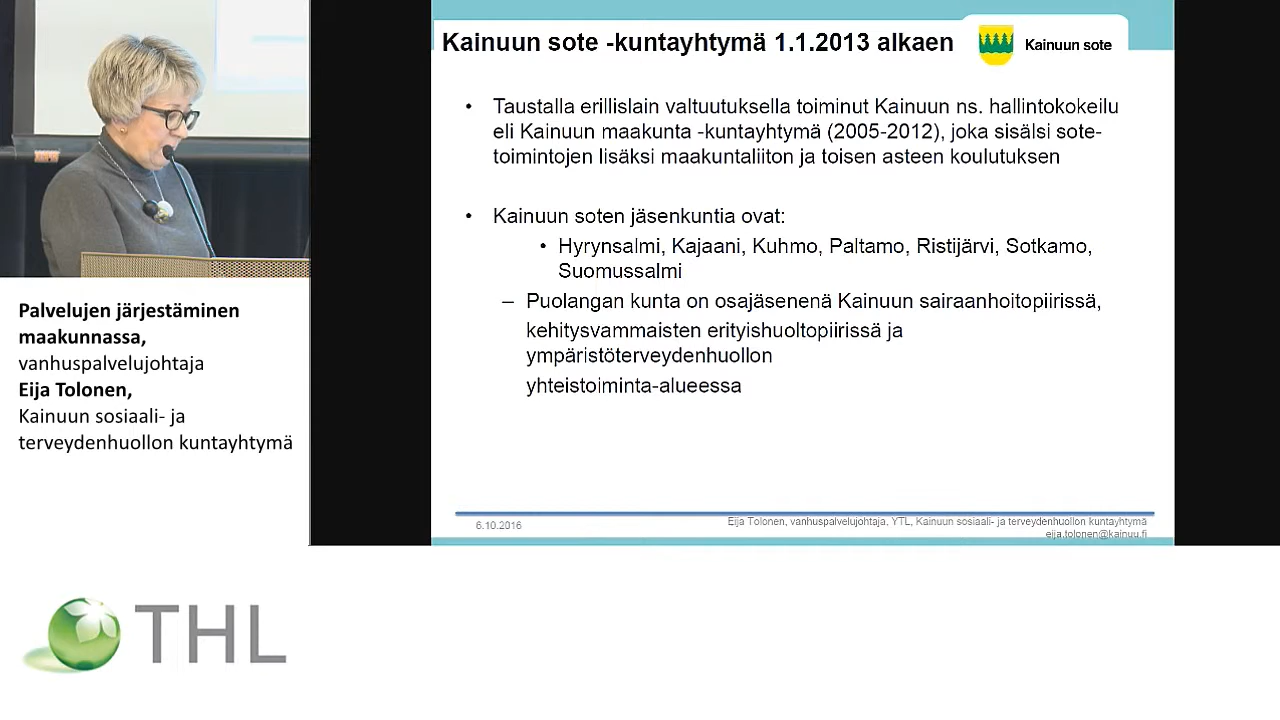 Kainuun sote -kuntayhtymä 1.1.2013 alkaen
Kainuun sote
• Taustalla erillislain valtuutuksella toiminut Kainuun ns. hallintokokeilu
eli Kainuun maakunta -kuntayhtymä (2005-2012), joka sisälsi sote-
toimintojen lisäksi maakuntaliiton ja toisen asteen koulutuksen
• Kainuun soten jäsenkuntia ovat:
• Hyrynsalmi, Kajaani, Kuhmo, Paltamo, Ristijärvi, Sotkamo,
Suomussalmi
– Puolangan kunta on osajäsenenä Kainuun sairaanhoitopiirissä,
kehitysvammaisten erityishuoltopiirissä ja
ympäristöterveydenhuollon
yhteistoiminta-alueessa
6.10.2016
Eija Tolonen, vanhuspalvelujohtaja, YTL, Kainuun sosiaali- ja terveydenhuollon kuntayhtymä
eija.tolonen@kainuu.fi
Palvelujen järjestäminen
maakunnassa,
vanhuspalvelujohtaja
Eija Tolonen,
Kainuun sosiaali- ja
terveydenhuollon kuntayhtymä
THL